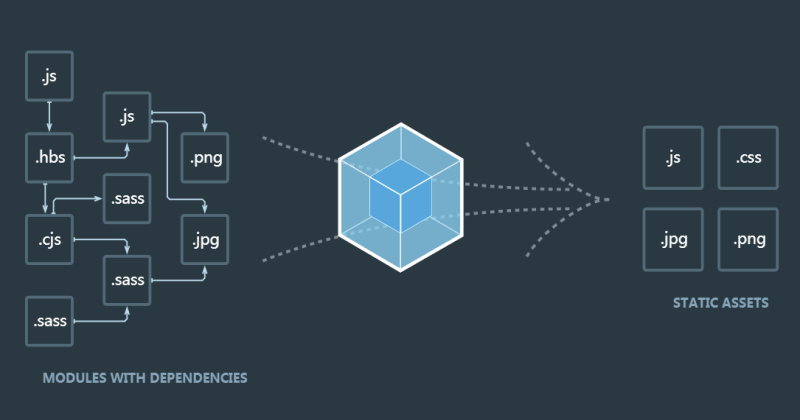 .js
.js
.hbs
.png
.sass
.cjs
.jpg
.sass
.sass
MODULES WITH DEPENDENCIES
.js
.css
.jpg
.png
STATIC ASSETS